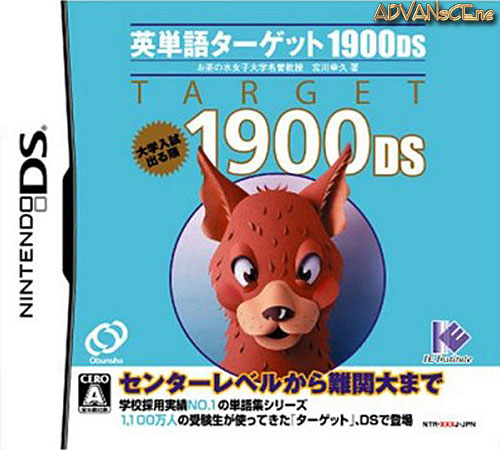 ADVANsCEne
英単語ターゲット1900DS
お茶の水女子大学名誉教授 宮川幸久 著
TARGET
大学入試
出る順
1900DS
NINTENDO DS
Obunsha
IE Institute
CERO
A
センターレベルから難関大まで
学校採用実績NO.1の単語集シリーズ
1,100万人の受験生が使ってきた「ターゲット」、DSで登場
NTR-XXXJ-JPN